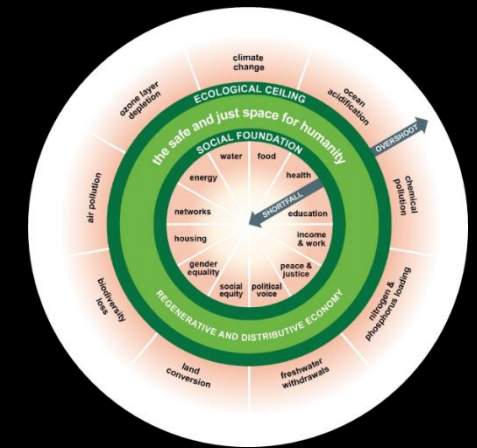 climate
change
ocean
acidification
OVERSHOOT
chemical
pollution
nitrogen &
phosphorus loading
freshwater
withdrawals
land
conversion
biodiversity
loss
air pollution
ozone layer
depletion
ECOLOGICAL CEILING
the safe and just space for humanity
SOCIAL FOUNDATION
water
food
health
SHORTFALL
education
income
& work
peace &
justice
political
voice
social
equity
gender
equality
housing
networks
energy
REGENERATIVE AND DISTRIBUTIVE ECONOMY